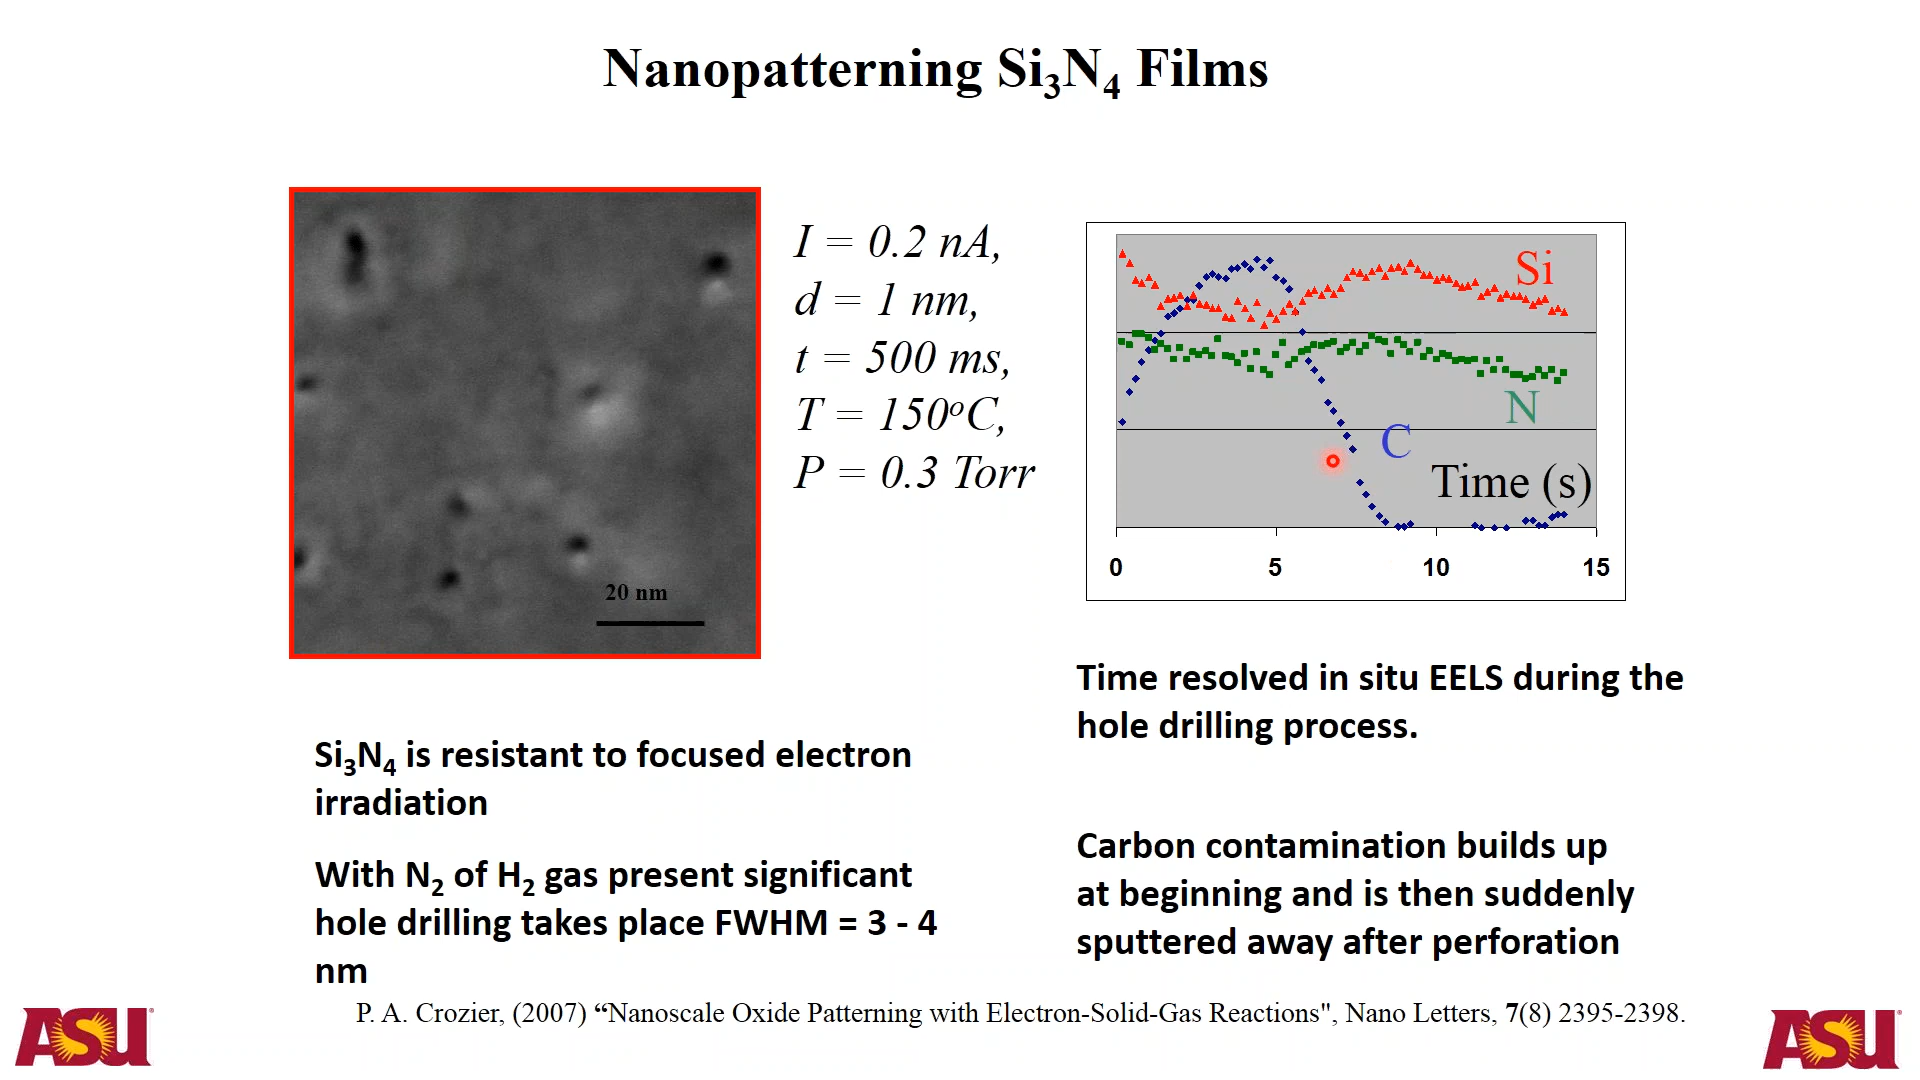 Nanopatterning Si₃N₄ Films
20 nm
I = 0.2 nA,
d = 1 nm,
t = 500 ms,
T = 150ºC,
P = 0.3 Torr
Si
N
C
Time (s)
0 5 10 15
Time resolved in situ EELS during the
hole drilling process.
Si₃N₄ is resistant to focused electron
irradiation
With N₂ of H₂ gas present significant
hole drilling takes place FWHM = 3 - 4
nm
Carbon contamination builds up
at beginning and is then suddenly
sputtered away after perforation
P. A. Crozier, (2007) “Nanoscale Oxide Patterning with Electron-Solid-Gas Reactions", Nano Letters, 7(8) 2395-2398.
ASU
ASU